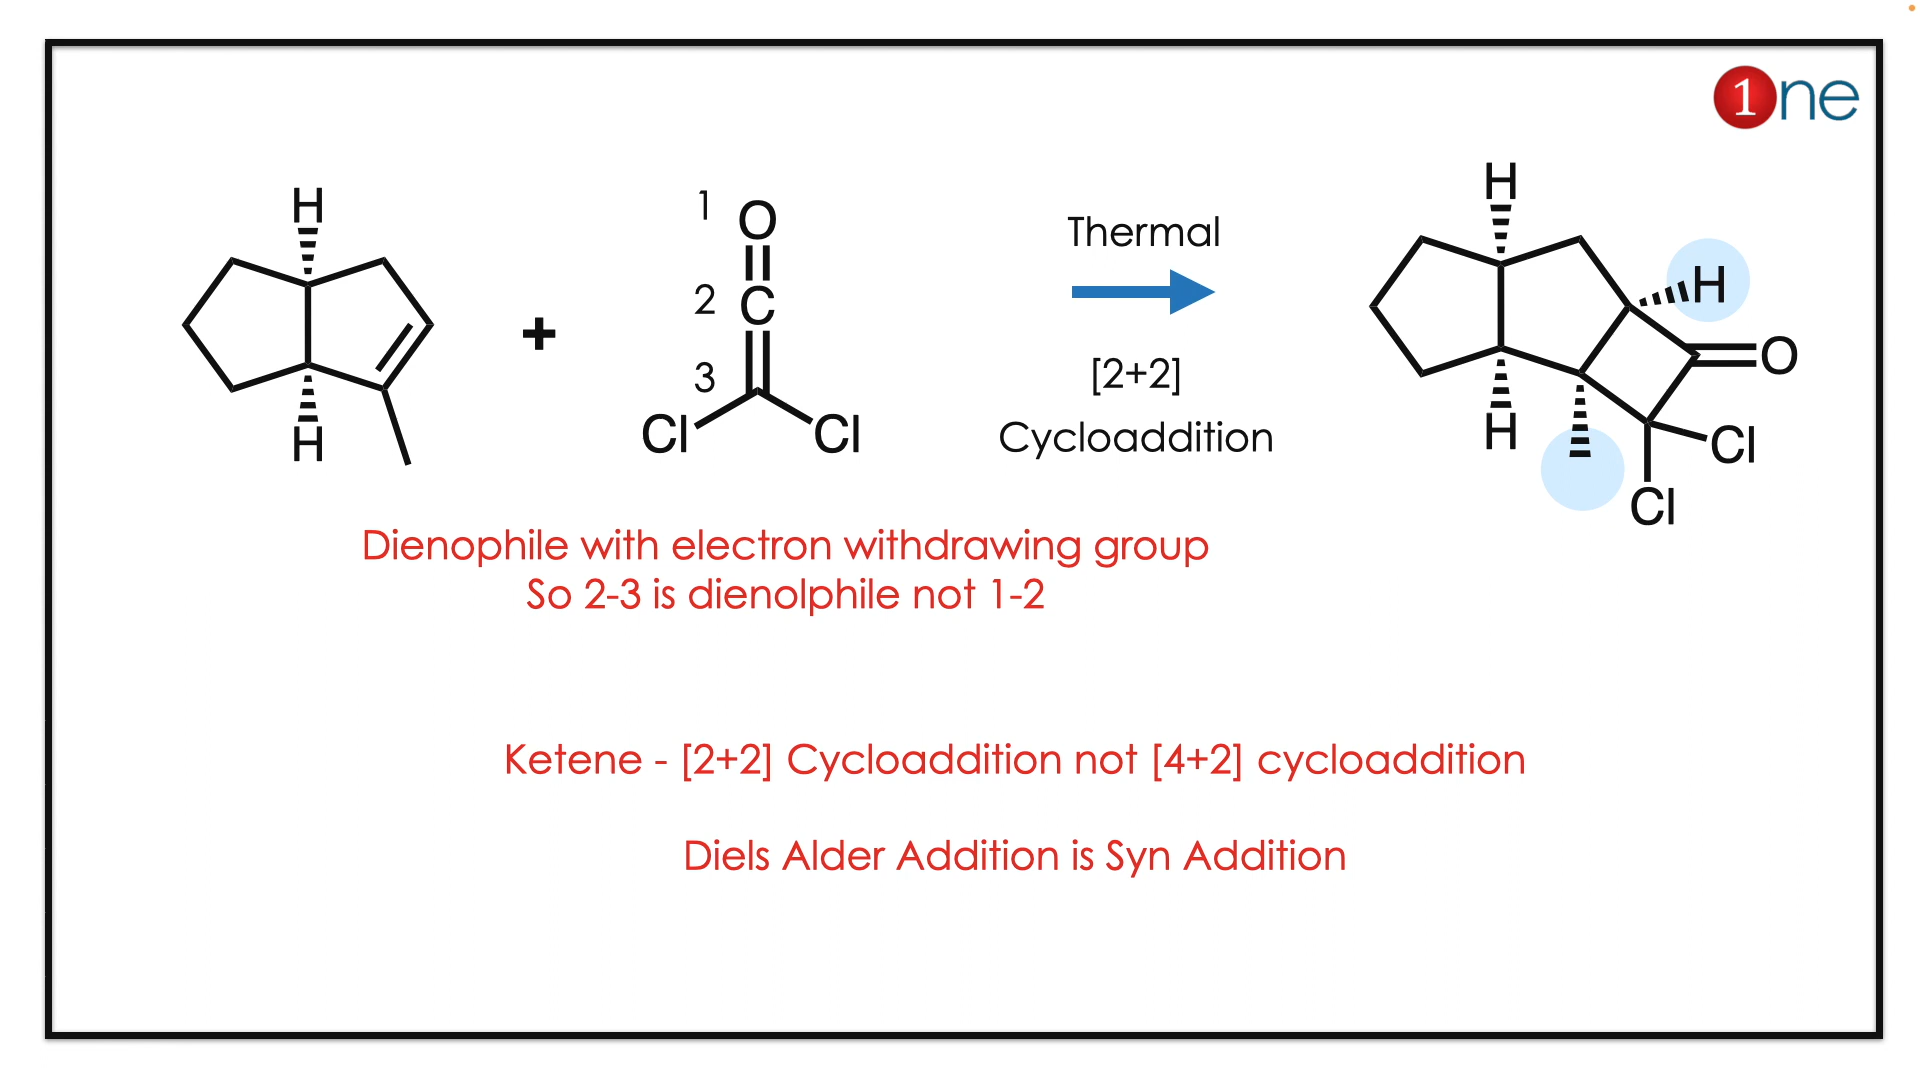 1ne
H
H
+
1
O
2
C
3
Cl
Cl
Thermal
[2+2]
Cycloaddition
H
H
H
O
Cl
Cl
Dienophile with electron withdrawing group
So 2-3 is dienolphile not 1-2
Ketene - [2+2] Cycloaddition not [4+2] cycloaddition
Diels Alder Addition is Syn Addition